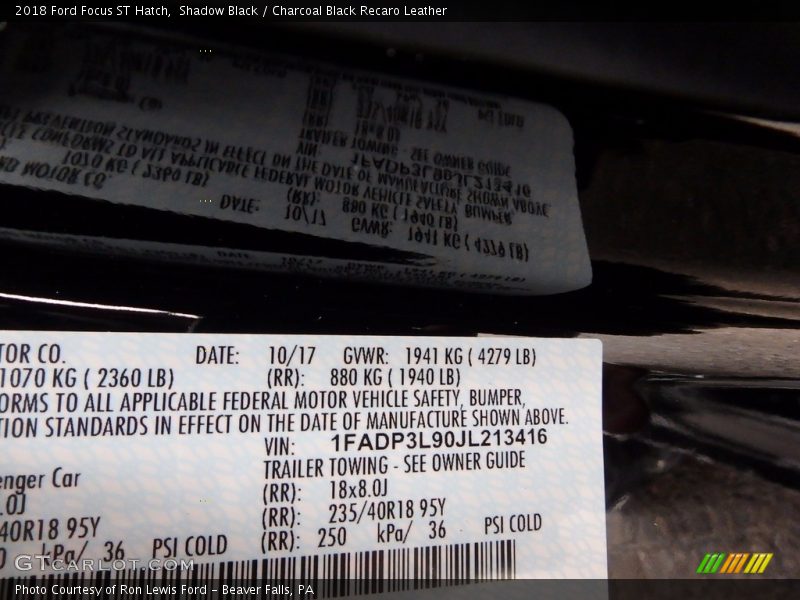 2018 Ford Focus ST Hatch,  Shadow Black / Charcoal Black Recaro Leather
TOR CO. DATE: 10/17 GVWR: 1941 KG ( 4279 LB)
1070 KG ( 2360 LB) (RR): 880 KG ( 1940 LB)
ORMS TO ALL APPLICABLE FEDERAL MOTOR VEHICLE SAFETY, BUMPER,
TION STANDARDS IN EFFECT ON THE DATE OF MANUFACTURE SHOWN ABOVE.
VIN: 1FADP3L90JL213416
TRAILER TOWING - SEE OWNER GUIDE
enger Car
.0J (RR): 18x8.0J
40R18 95Y (RR): 235/40R18 95Y
0 kPa/ 36 PSI COLD (RR): 250 kPa/ 36 PSI COLD
GTcarlot.com
Photo Courtesy of Ron Lewis Ford - Beaver Falls, PA